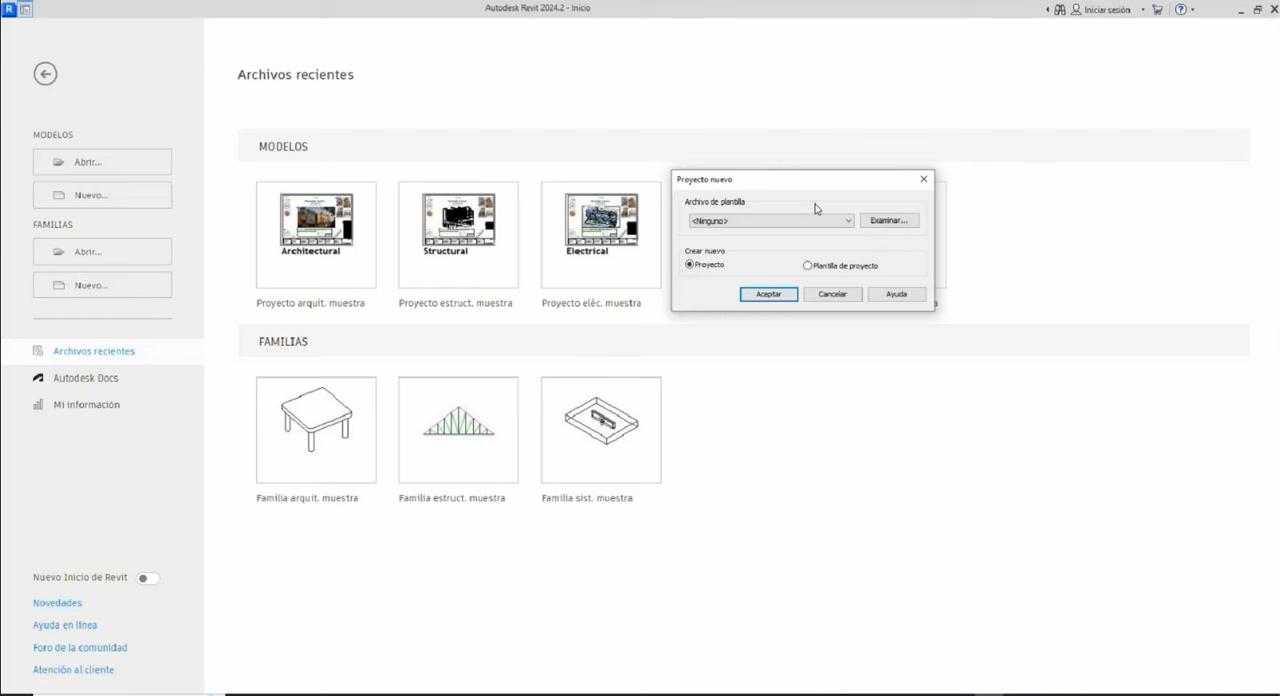 R
Autodesk Revit 2024.2 - Inicio
Iniciar sesión
?
Archivos recientes
MODELOS
Abrir...
Nuevo...
FAMILIAS
Abrir...
Nuevo...
Archivos recientes
Autodesk Docs
Mi información
Nuevo Inicio de Revit
Novedades
Ayuda en línea
Foro de la comunidad
Atención al cliente
MODELOS
Architectural
Structural
Electrical
Proyecto arquit. muestra
Proyecto estruct. muestra
Proyecto eléc. muestra
Proyecto nuevo
Archivo de plantilla
<Ninguno>
Examinar...
Crear nuevo
Proyecto
Plantilla de proyecto
Aceptar
Cancelar
Ayuda
FAMILIAS
Familia arquit. muestra
Familia estruct. muestra
Familia sist. muestra